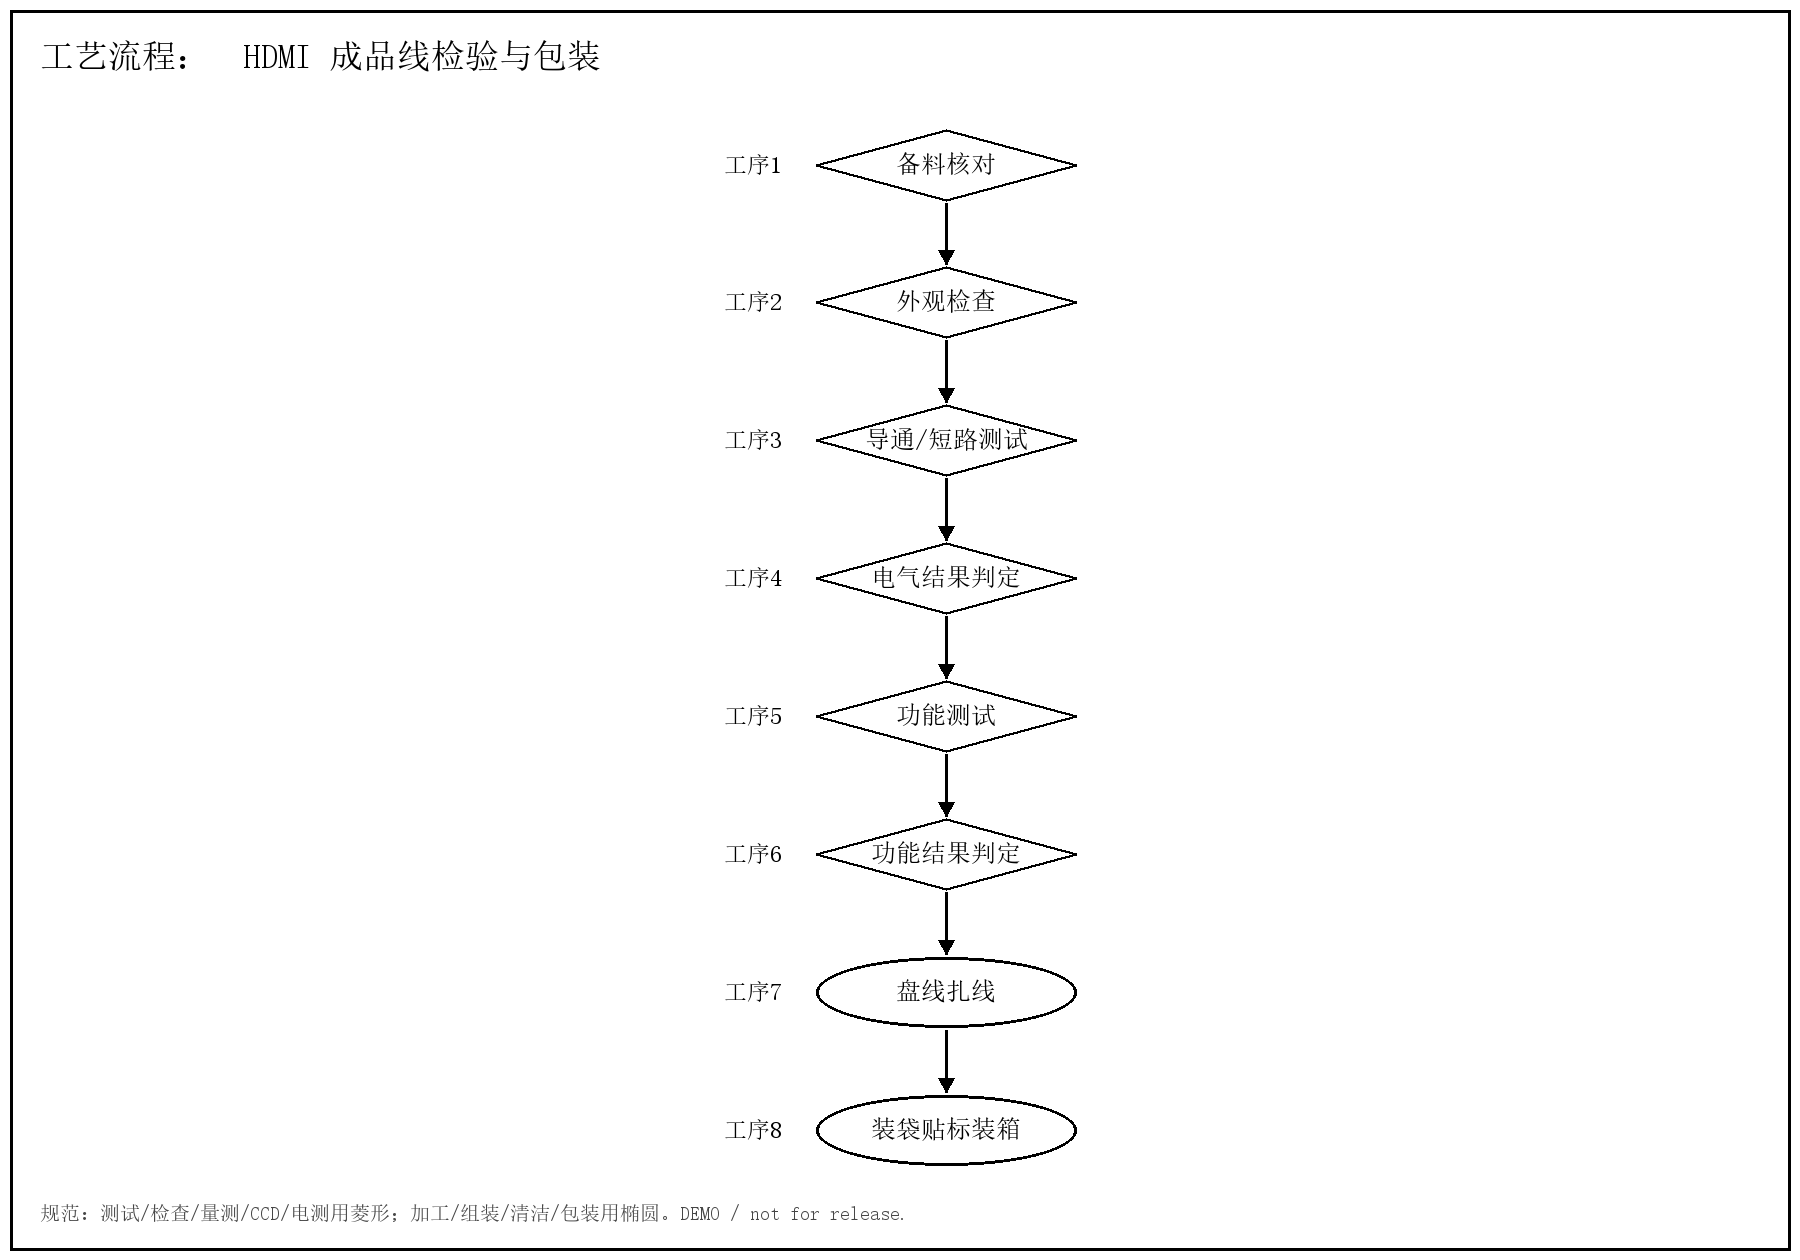 工艺流程： HDMI 成品线检验与包装
工序1 备料核对
工序2 外观检查
工序3 导通/短路测试
工序4 电气结果判定
工序5 功能测试
工序6 功能结果判定
工序7 盘线扎线
工序8 装袋贴标装箱
规范：测试/检查/量测/CCD/电测用菱形；加工/组装/清洁/包装用椭圆。DEMO / not for release.